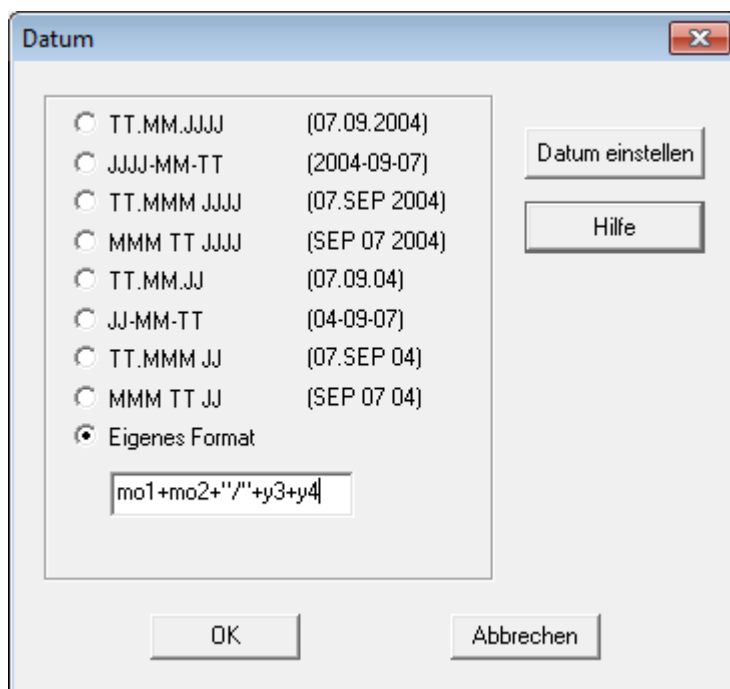 Datum
TT.MM.JJJJ (07.09.2004)
JJJJ-MM-TT (2004-09-07)
TT.MMM JJJJ (07.SEP 2004)
MMM TT JJJJ (SEP 07 2004)
TT.MM.JJ (07.09.04)
JJ-MM-TT (04-09-07)
TT.MMM JJ (07.SEP 04)
MMM TT JJ (SEP 07 04)
Eigenes Format
mo1+mo2+"/"+y3+y4
Datum einstellen
Hilfe
OK
Abbrechen